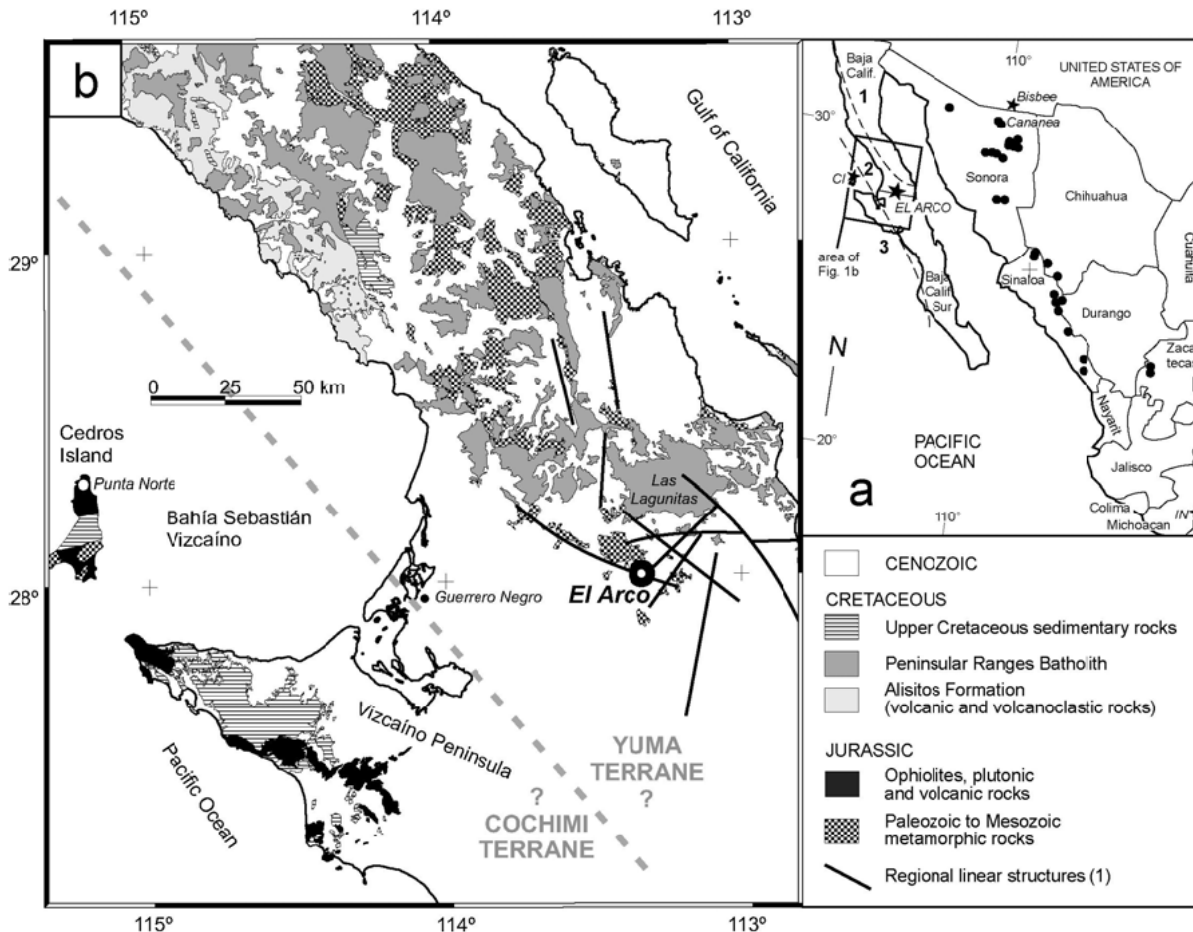 115º
114º
113º
b
Gulf of California
29º
0 25 50 km
Cedros
Island
Punta Norte
Bahía Sebastián
Vizcaíno
Las
Lagunitas
28º
El Arco
Guerrero Negro
Vizcaíno Peninsula
Pacific Ocean
YUMA
TERRANE
?
?
COCHIMI
TERRANE
115º
114º
113º
110º
Baja
Calif.
1
UNITED STATES OF
AMERICA
30º
Bisbee
Cananea
2
CI
Sonora
EL ARCO
Chihuahua
3
area of
Fig. 1b
Baja
Calif.
Sur
Sinaloa
Durango
Zaca
tecas
N
20º
Nayarit
PACIFIC
OCEAN
a
Jalisco
Colima
Michoacan
110º
CENOZOIC
CRETACEOUS
Upper Cretaceous sedimentary rocks
Peninsular Ranges Batholith
Alisitos Formation
(volcanic and volcanoclastic rocks)
JURASSIC
Ophiolites, plutonic
and volcanic rocks
Paleozoic to Mesozoic
metamorphic rocks
Regional linear structures (1)